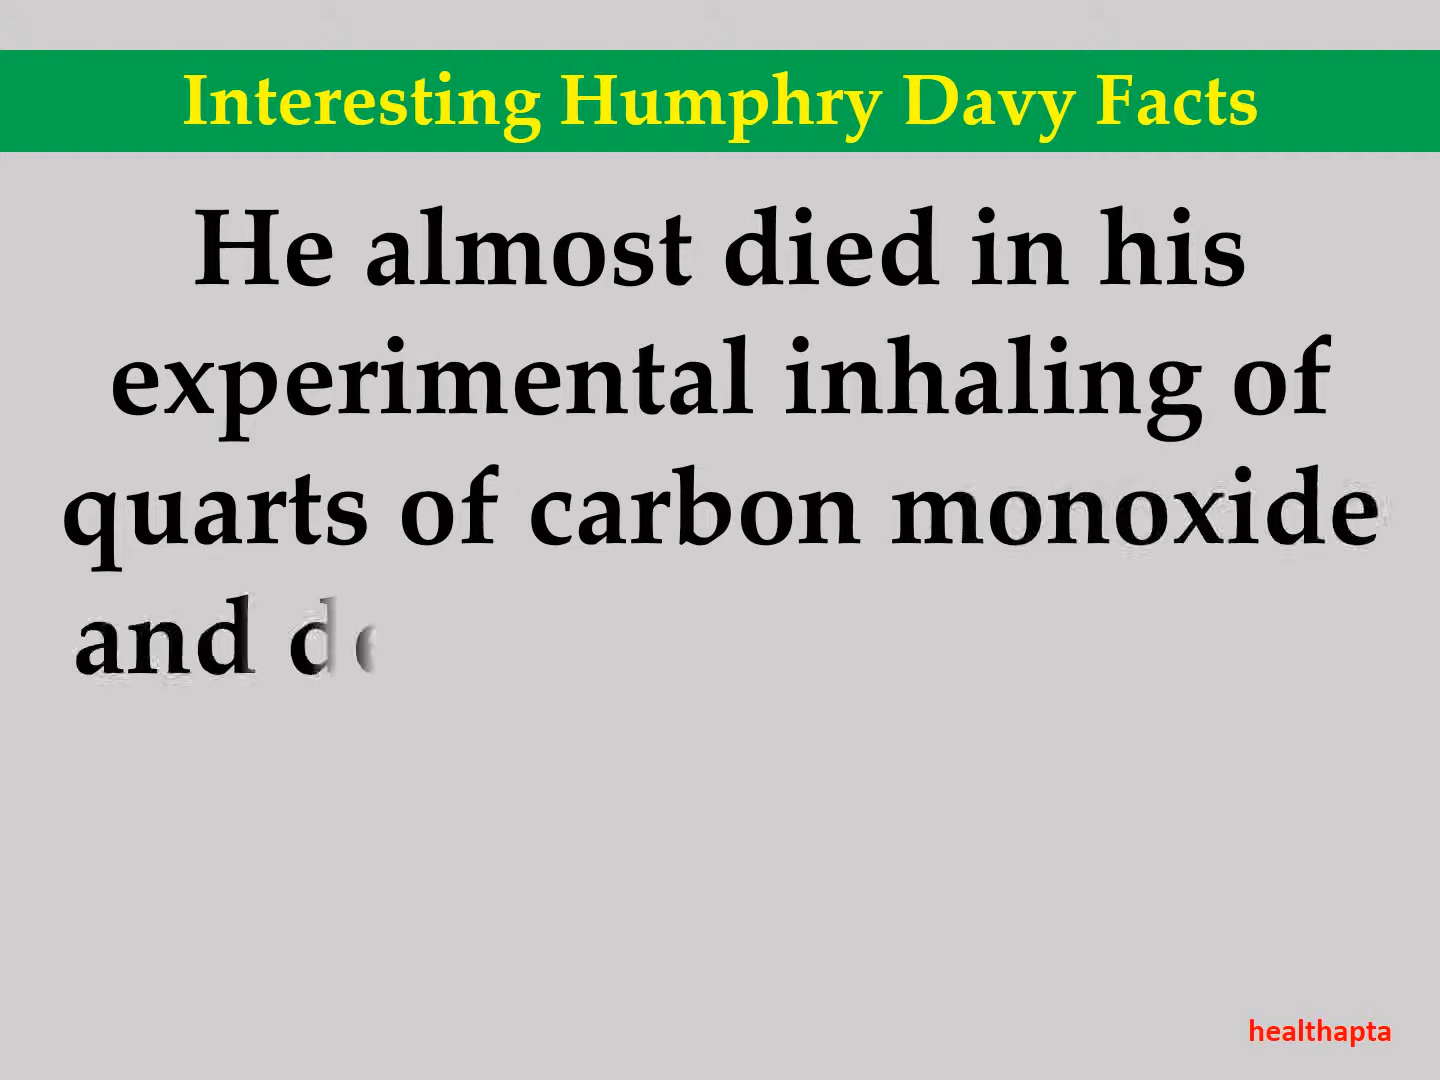 Interesting Humphry Davy Facts
He almost died in his
experimental inhaling of
quarts of carbon monoxide
and
healthapta